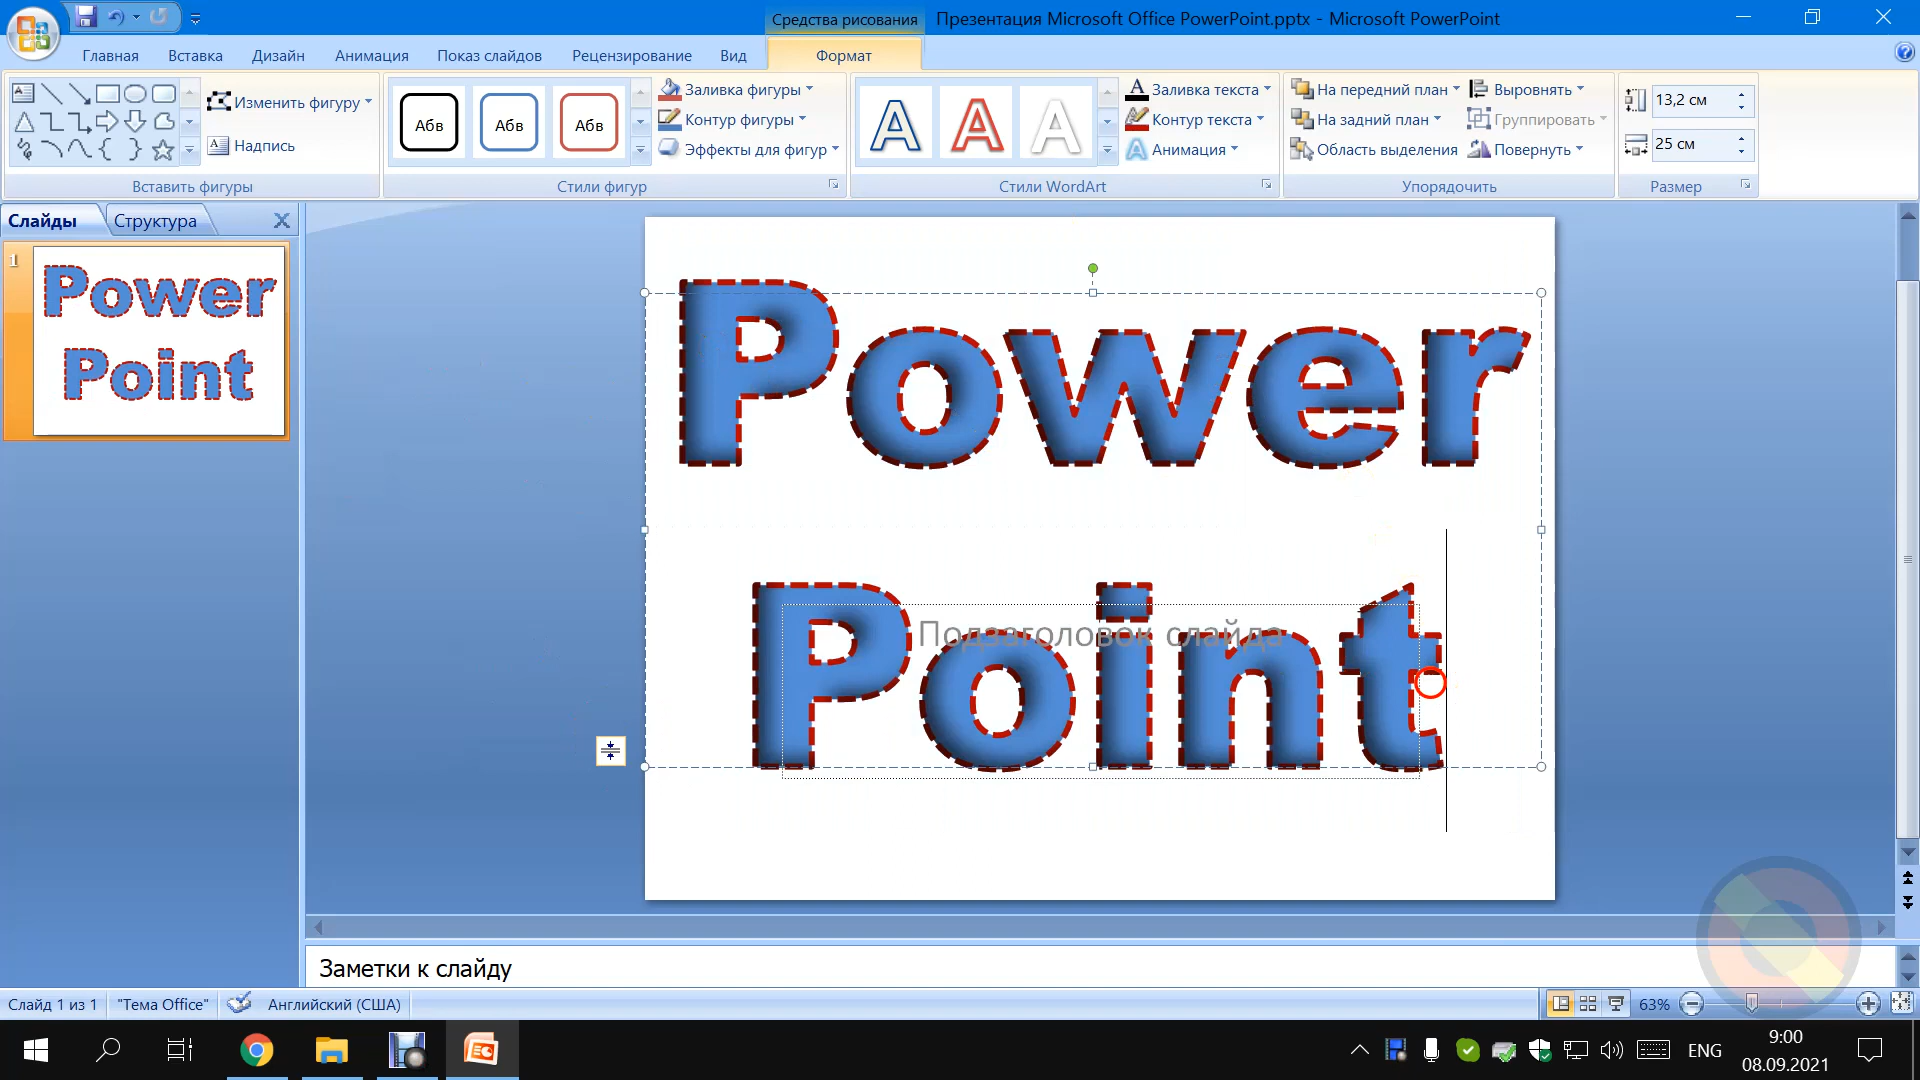 Средства рисования
Презентация Microsoft Office PowerPoint.pptx - Microsoft PowerPoint
Главная Вставка Дизайн Анимация Показ слайдов Рецензирование Вид Формат
Изменить фигуру
Надпись
Вставить фигуры
Абв Абв Абв
Заливка фигуры
Контур фигуры
Эффекты для фигур
Стили фигур
A A A
Заливка текста
Контур текста
Анимация
Стили WordArt
На передний план
На задний план
Область выделения
Выровнять
Группировать
Повернуть
Упорядочить
13,2 см
25 см
Размер
Слайды Структура
1
Power
Point
Power
Point
Подзаголовок слайда
Заметки к слайду
Слайд 1 из 1 "Тема Office" Английский (США) 63%
ENG
9:00
08.09.2021